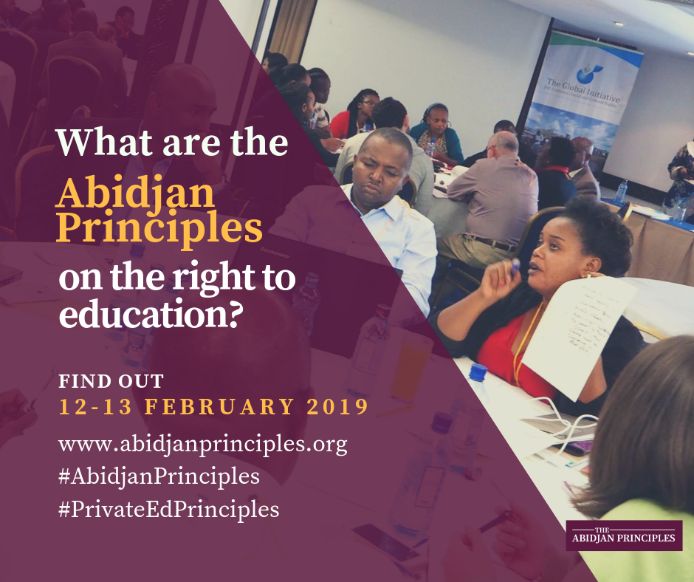 What are the
Abidjan
Principles
on the right to
education?
FIND OUT
12-13 FEBRUARY 2019
www.abidjanprinciples.org
#AbidjanPrinciples
#PrivateEdPrinciples
The Global Initiative
THE
ABIDJAN PRINCIPLES